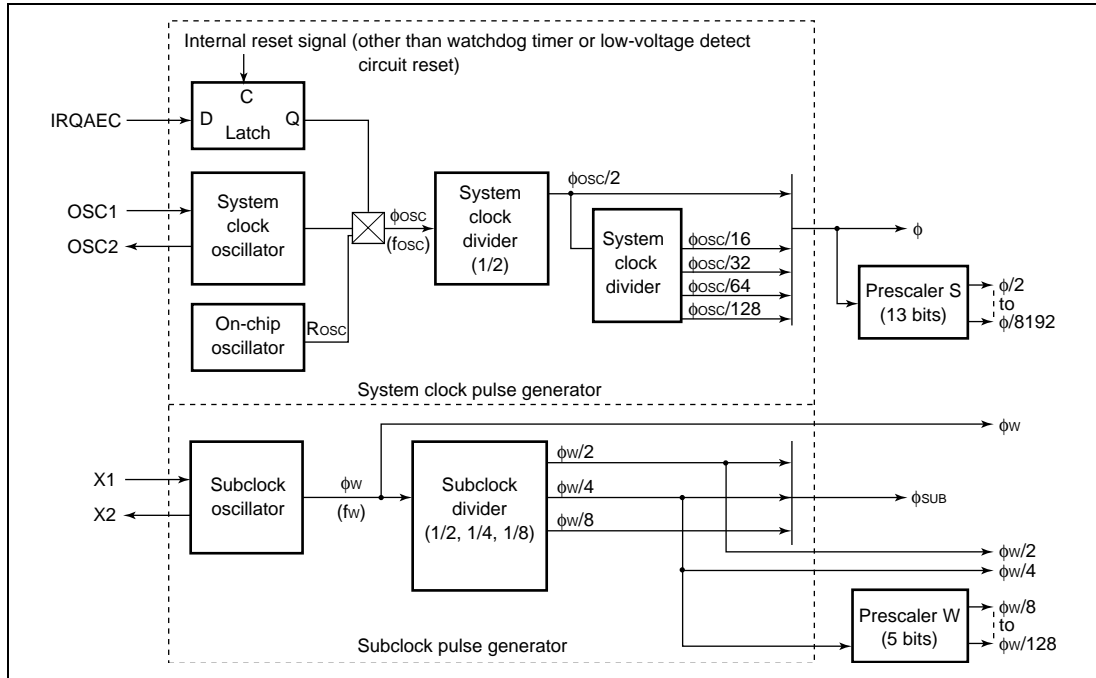 Internal reset signal (other than watchdog timer or low-voltage detect
circuit reset)
IRQAEC
C
D
Q
Latch
OSC1
OSC2
System
clock
oscillator
ϕOSC
(fOSC)
System
clock
divider
(1/2)
ϕOSC/2
System
clock
divider
ϕOSC/16
ϕOSC/32
ϕOSC/64
ϕOSC/128
ϕ
Prescaler S
(13 bits)
ϕ/2
to
ϕ/8192
On-chip
oscillator
ROSC
System clock pulse generator
X1
X2
Subclock
oscillator
ϕW
(fW)
Subclock
divider
(1/2, 1/4, 1/8)
ϕW/2
ϕW/4
ϕW/8
ϕW
ϕSUB
ϕW/2
ϕW/4
Prescaler W
(5 bits)
ϕW/8
to
ϕW/128
Subclock pulse generator